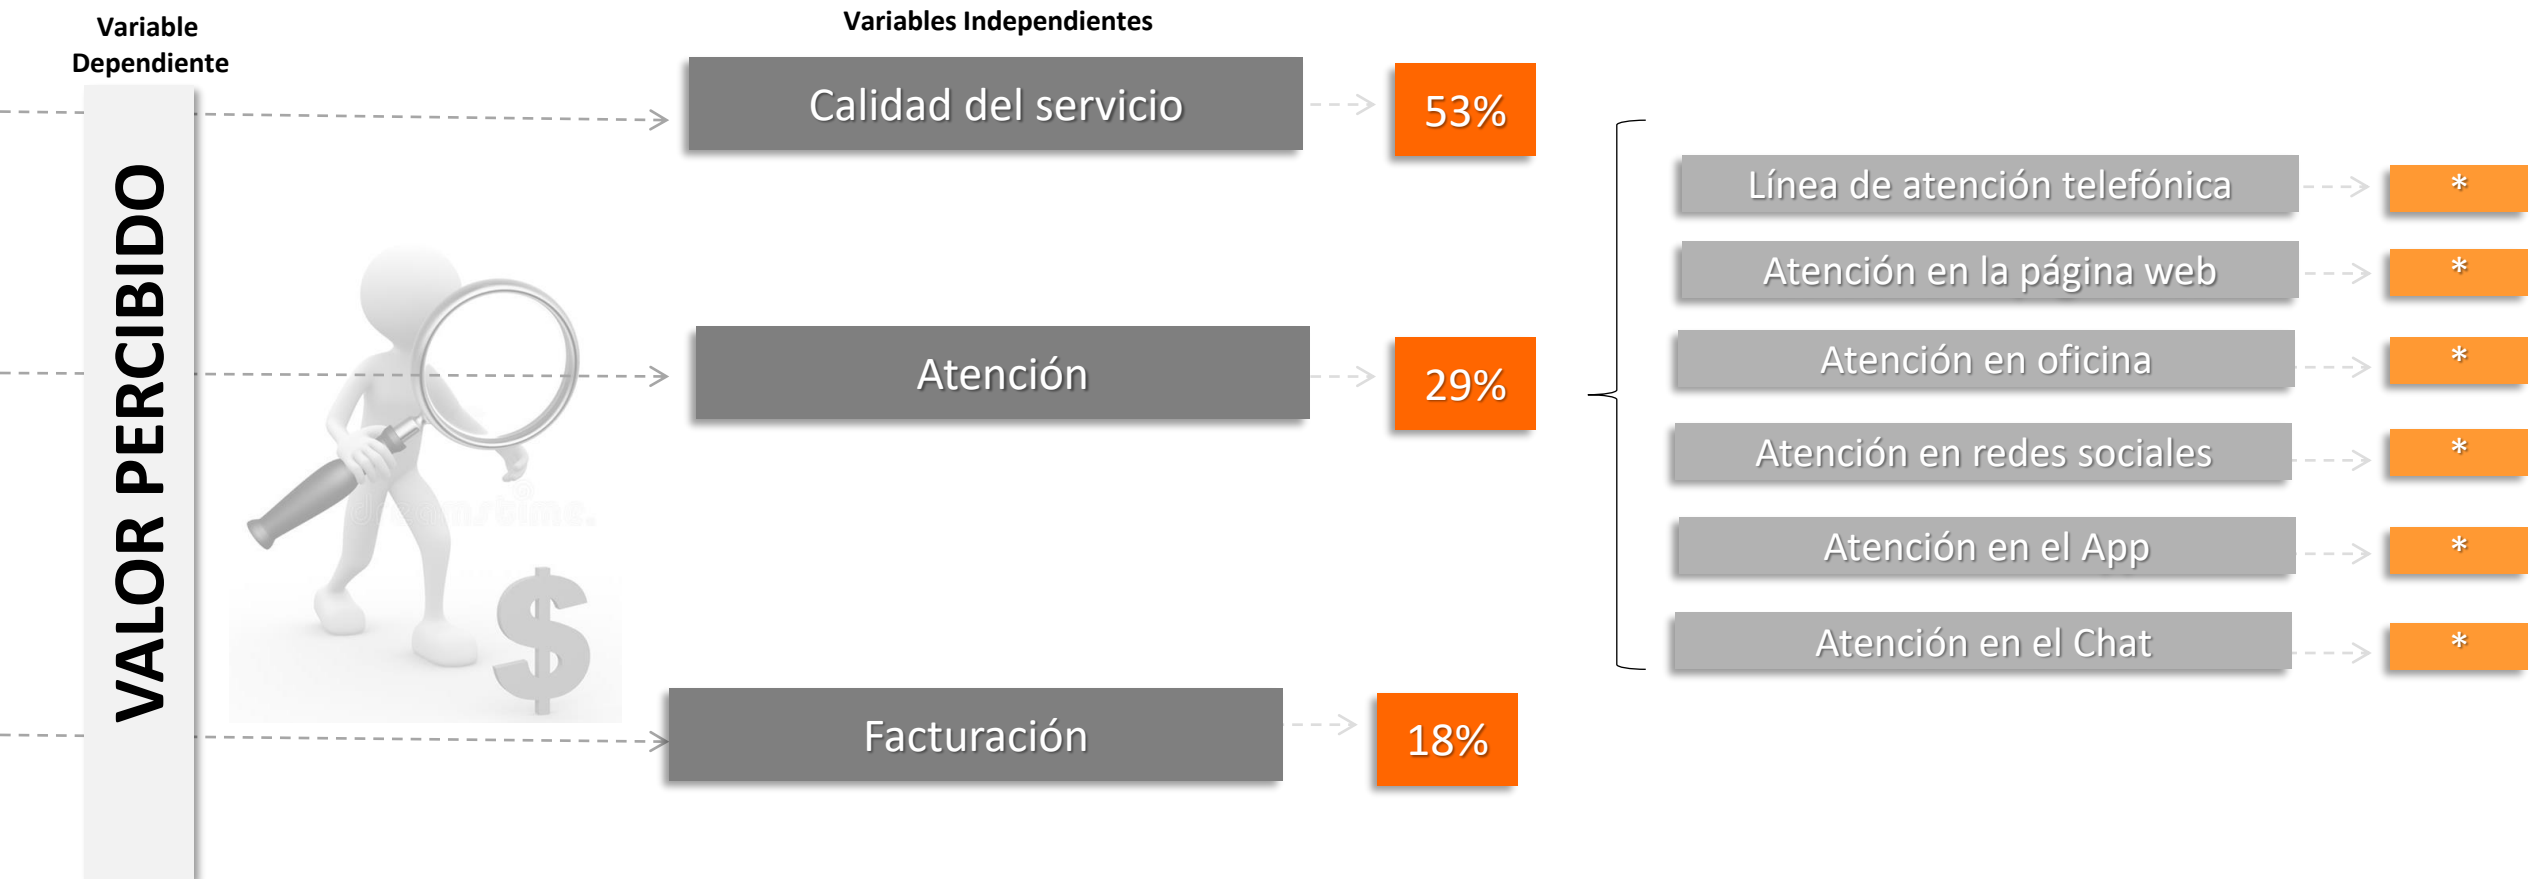 Variable
Dependiente
Variables Independientes
VALOR PERCIBIDO
Calidad del servicio
53%
Atención
29%
Facturación
18%
Línea de atención telefónica
*
Atención en la página web
*
Atención en oficina
*
Atención en redes sociales
*
Atención en el App
*
Atención en el Chat
*
dreamstime.
$